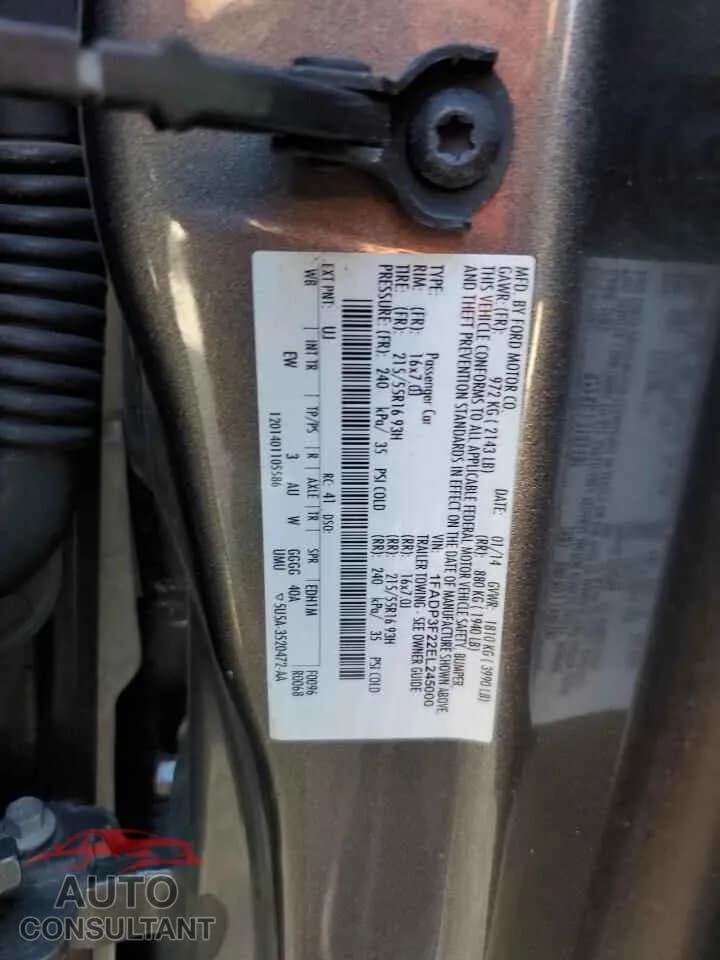 MFD. BY FORD MOTOR CO.
DATE: 01/14 GVWR: 1810 KG ( 3990 LB)
GAWR: (FR): 972 KG ( 2143 LB) (RR): 880 KG ( 1940 LB)
THIS VEHICLE CONFORMS TO ALL APPLICABLE FEDERAL MOTOR VEHICLE SAFETY, BUMPER,
AND THEFT PREVENTION STANDARDS IN EFFECT ON THE DATE OF MANUFACTURE SHOWN ABOVE.
VIN: 1FADP3F22EL245000
TYPE: Passenger Car TRAILER TOWING - SEE OWNER GUIDE
RIM: (FR): 16x7.0J (RR): 16x7.0J
TIRE: (FR): 215/55R16 93H (RR): 215/55R16 93H
PRESSURE: (FR): 240 kPa/ 35 PSI COLD (RR): 240 kPa/ 35 PSI COLD
EXT PNT: UJ RC: 41 DSO: F0096
WB INT TR TP/PS R AXLE TR SPR EDH1M R0068
EW 3 AU W GGGG 40A
1201401105586 UMU ▽5U5A-3520472-AA
AUTO
CONSULTANT